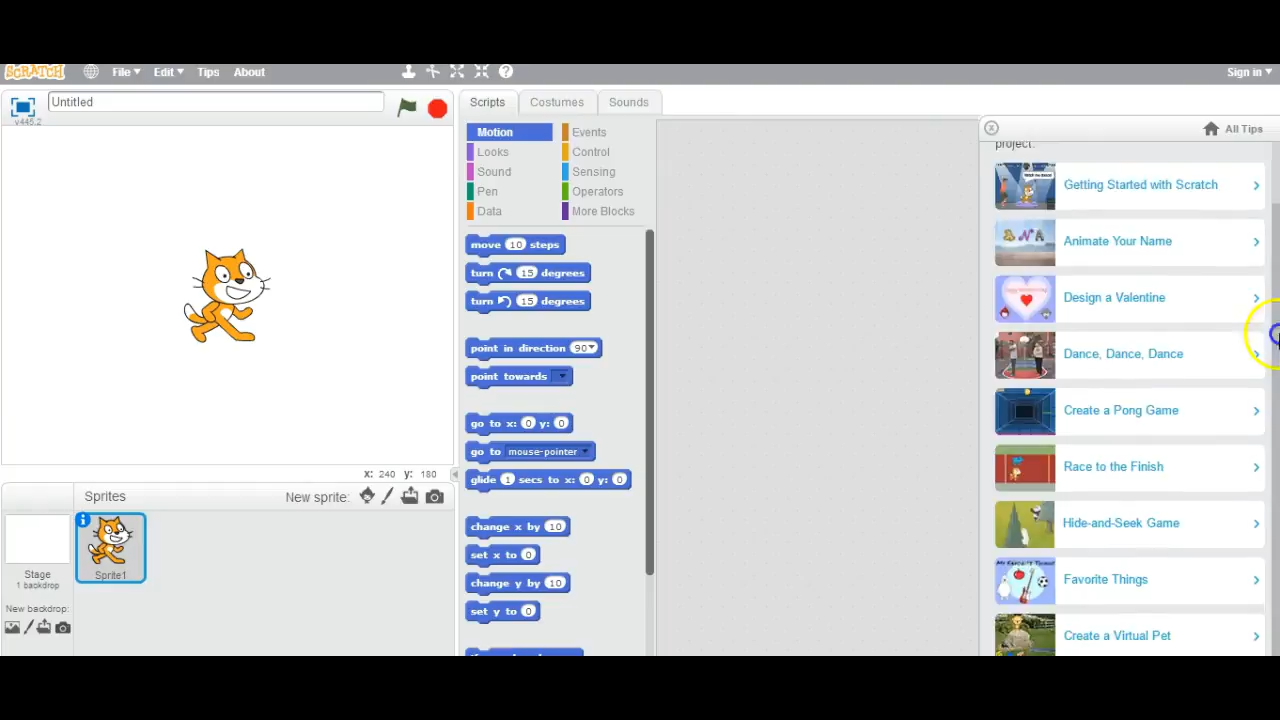 SCRATCH File Edit Tips About Sign in
Untitled
v445.2
Scripts Costumes Sounds
Motion Events
Looks Control
Sound Sensing
Pen Operators
Data More Blocks
move 10 steps
turn 15 degrees
turn 15 degrees
point in direction 90
point towards
go to x: 0 y: 0
go to mouse-pointer
glide 1 secs to x: 0 y: 0
change x by 10
set x to 0
change y by 10
set y to 0
x: 240 y: 180
Sprites New sprite:
Stage
1 backdrop
New backdrop:
Sprite1
All Tips
project.
Getting Started with Scratch
Animate Your Name
Design a Valentine
Dance, Dance, Dance
Create a Pong Game
Race to the Finish
Hide-and-Seek Game
Favorite Things
Create a Virtual Pet